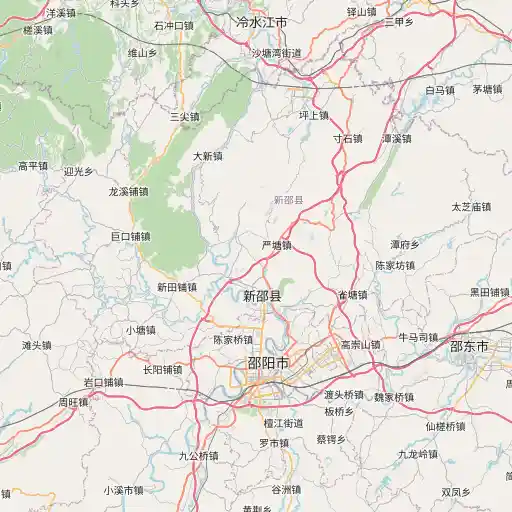 洋溪镇
科头乡
铎山镇
槎溪镇
石冲口镇
冷水江市
三甲乡
维山乡
沙塘湾街道
白马镇
茅塘镇
三尖镇
坪上镇
大新镇
寸石镇
潭溪镇
高平镇
迎光乡
龙溪铺镇
新邵县
太芝庙镇
巨口铺镇
严塘镇
潭府乡
陈家坊镇
新田铺镇
新邵县
雀塘镇
黑田铺镇
小塘镇
滩头镇
陈家桥镇
高崇山镇
牛马司镇
邵东市
长阳铺镇
邵阳市
岩口铺镇
周旺镇
渡头桥镇
魏家桥镇
板桥乡
檀江街道
仙槎桥镇
罗市镇
蔡锷乡
九公桥镇
九龙岭镇
小溪市镇
谷洲镇
双凤乡
黄荆乡